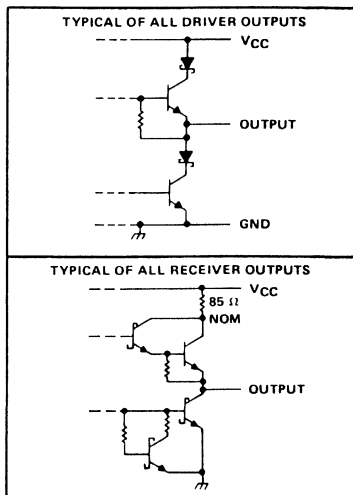 TYPICAL OF ALL DRIVER OUTPUTS
VCC
OUTPUT
GND
TYPICAL OF ALL RECEIVER OUTPUTS
VCC
85 Ω
NOM
OUTPUT